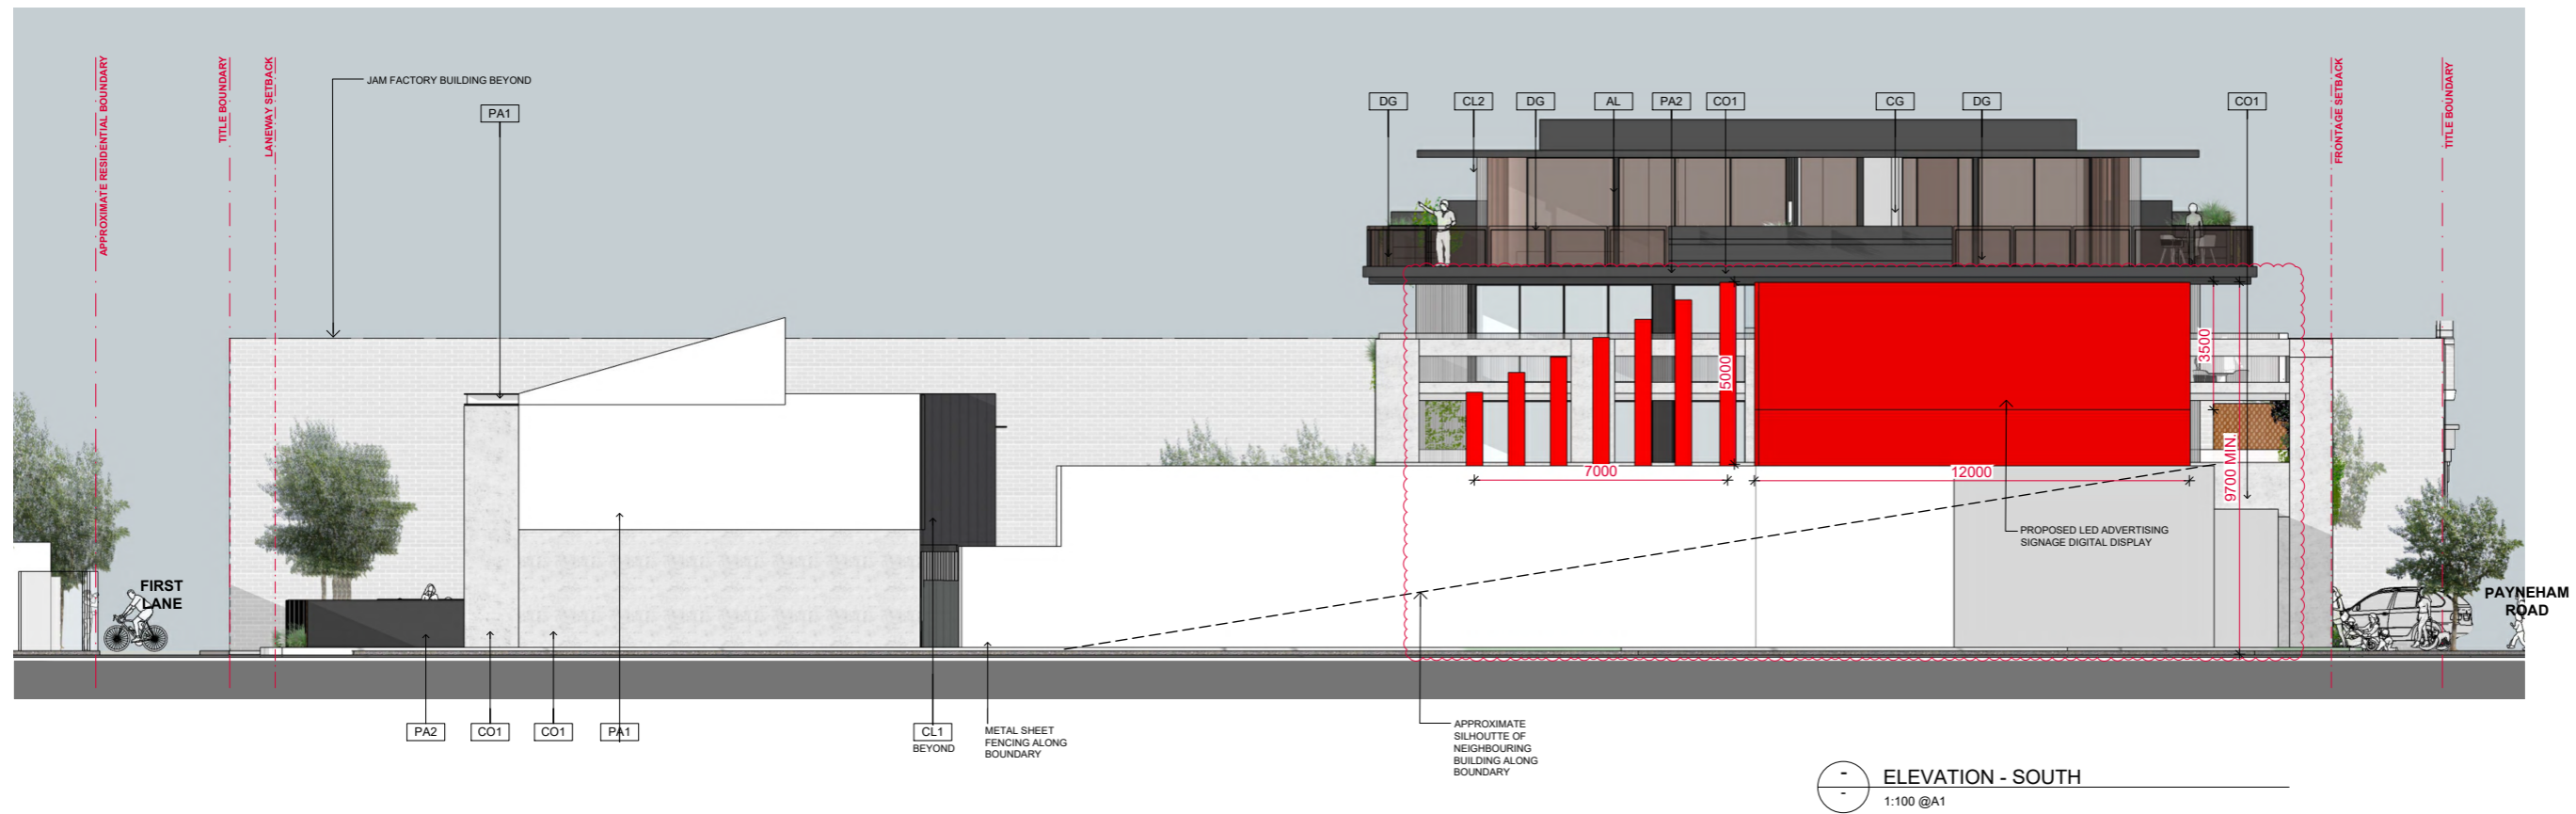 APPROXIMATE RESIDENTIAL BOUNDARY
TITLE BOUNDARY
LANEWAY SETBACK
JAM FACTORY BUILDING BEYOND
PA1
DG
CL2
DG
AL
PA2
CO1
CG
DG
CO1
FRONTAGE SETBACK
TITLE BOUNDARY
5000
3500
7000
12000
9700 MIN.
PROPOSED LED ADVERTISING
SIGNAGE DIGITAL DISPLAY
FIRST
LANE
PAYNEHAM
ROAD
PA2
CO1
CO1
PA1
CL1
BEYOND
METAL SHEET
FENCING ALONG
BOUNDARY
APPROXIMATE
SILHOUTTE OF
NEIGHBOURING
BUILDING ALONG
BOUNDARY
-
-
ELEVATION - SOUTH
1:100 @A1